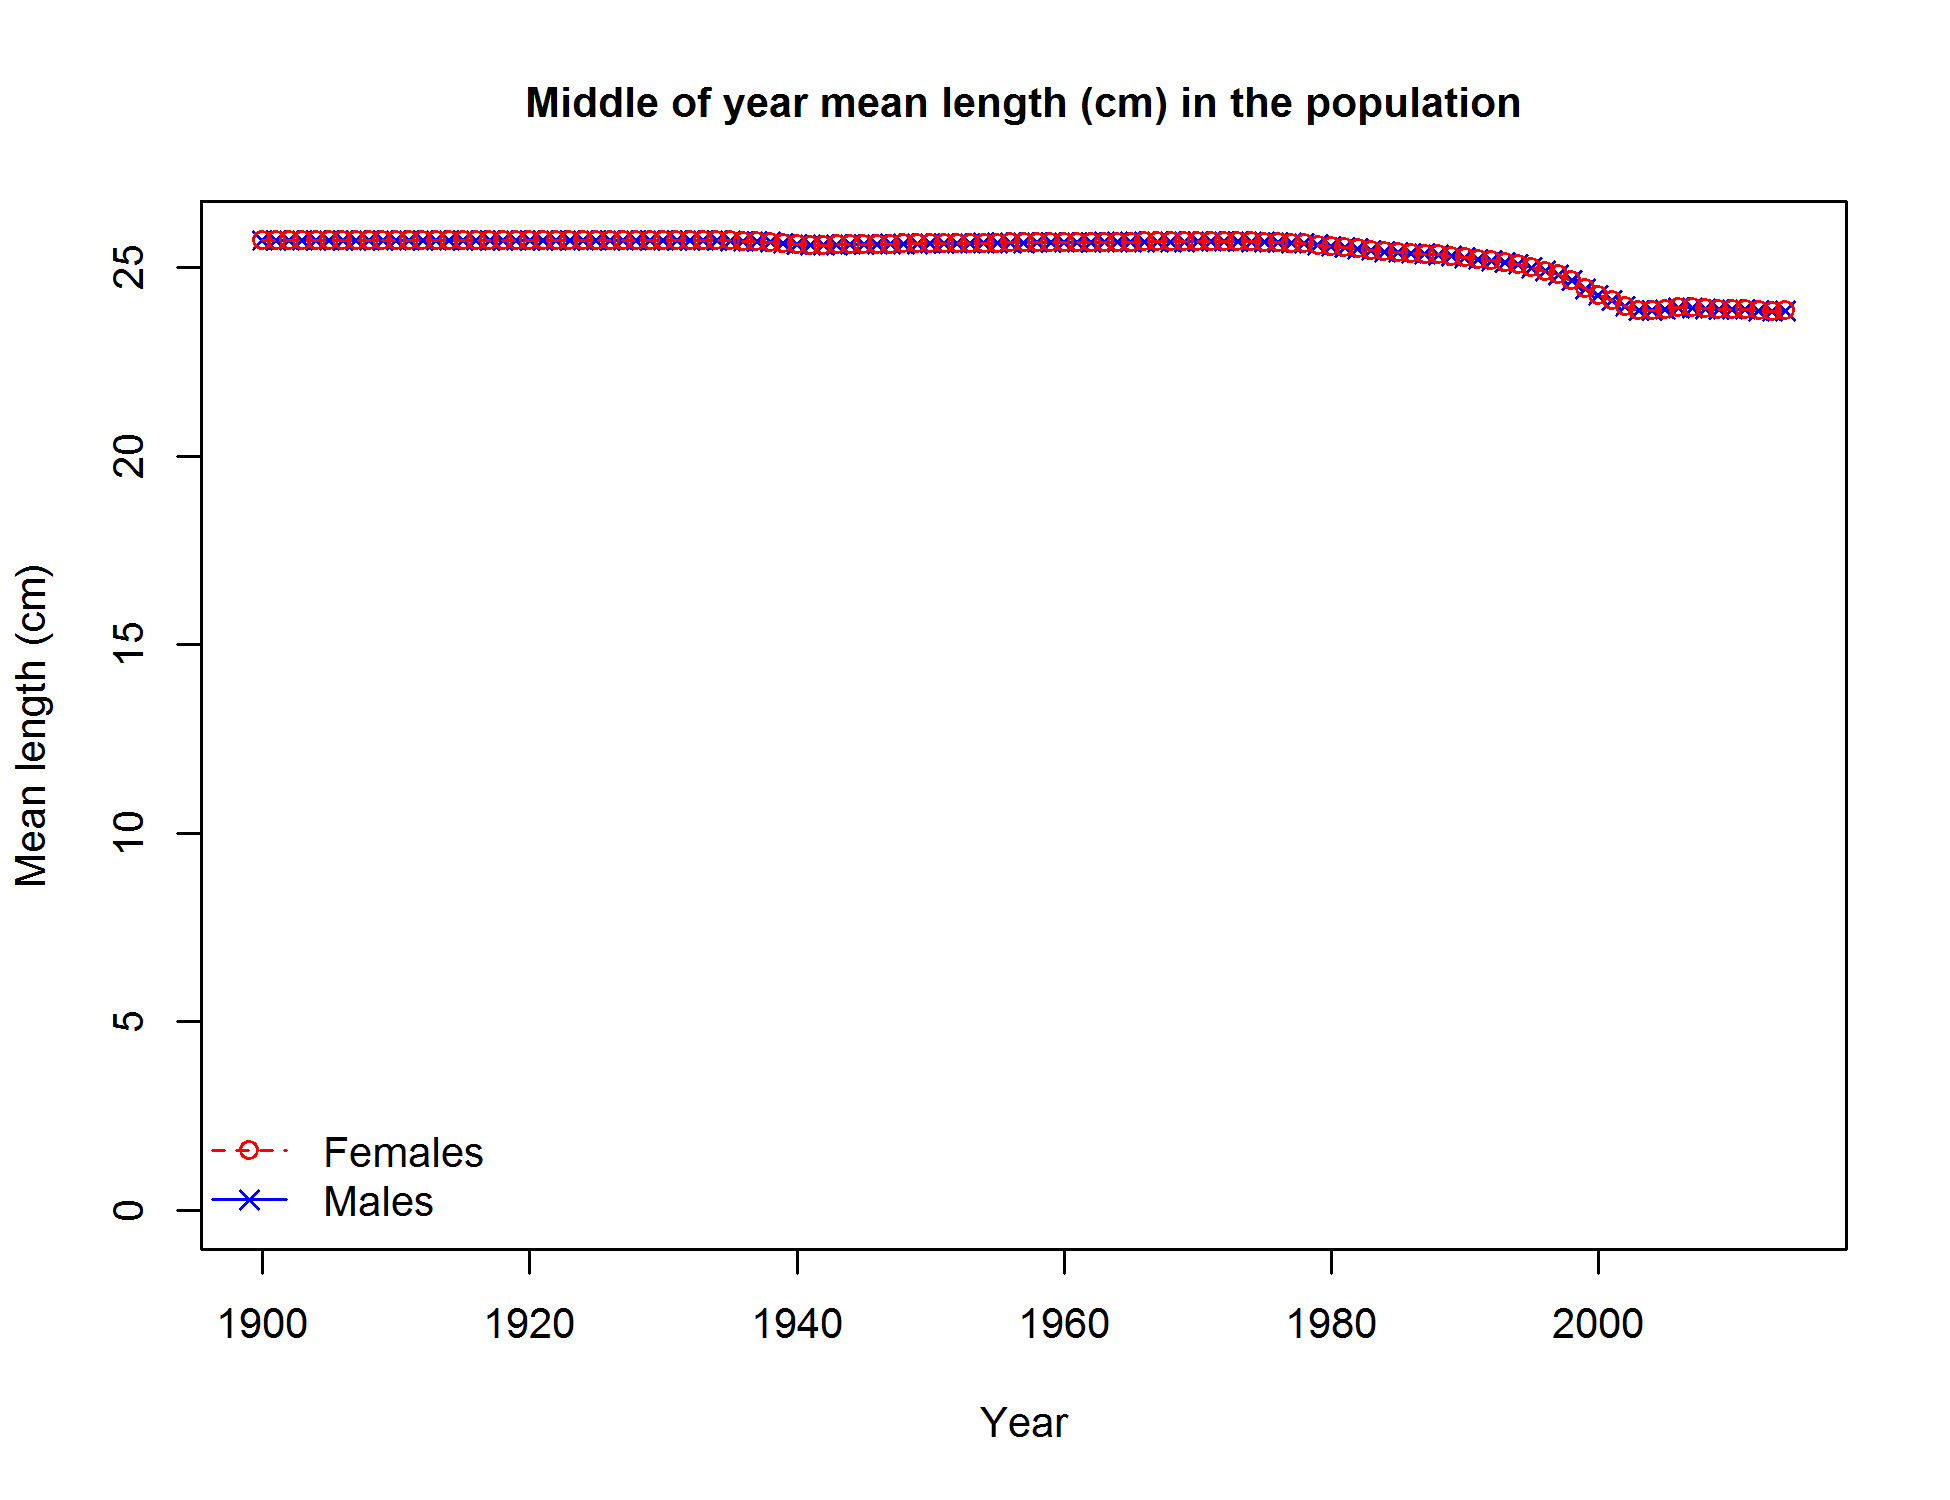 Middle of year mean length (cm) in the population
Mean length (cm)
25
20
15
10
5
0
Females
Males
1900 1920 1940 1960 1980 2000
Year